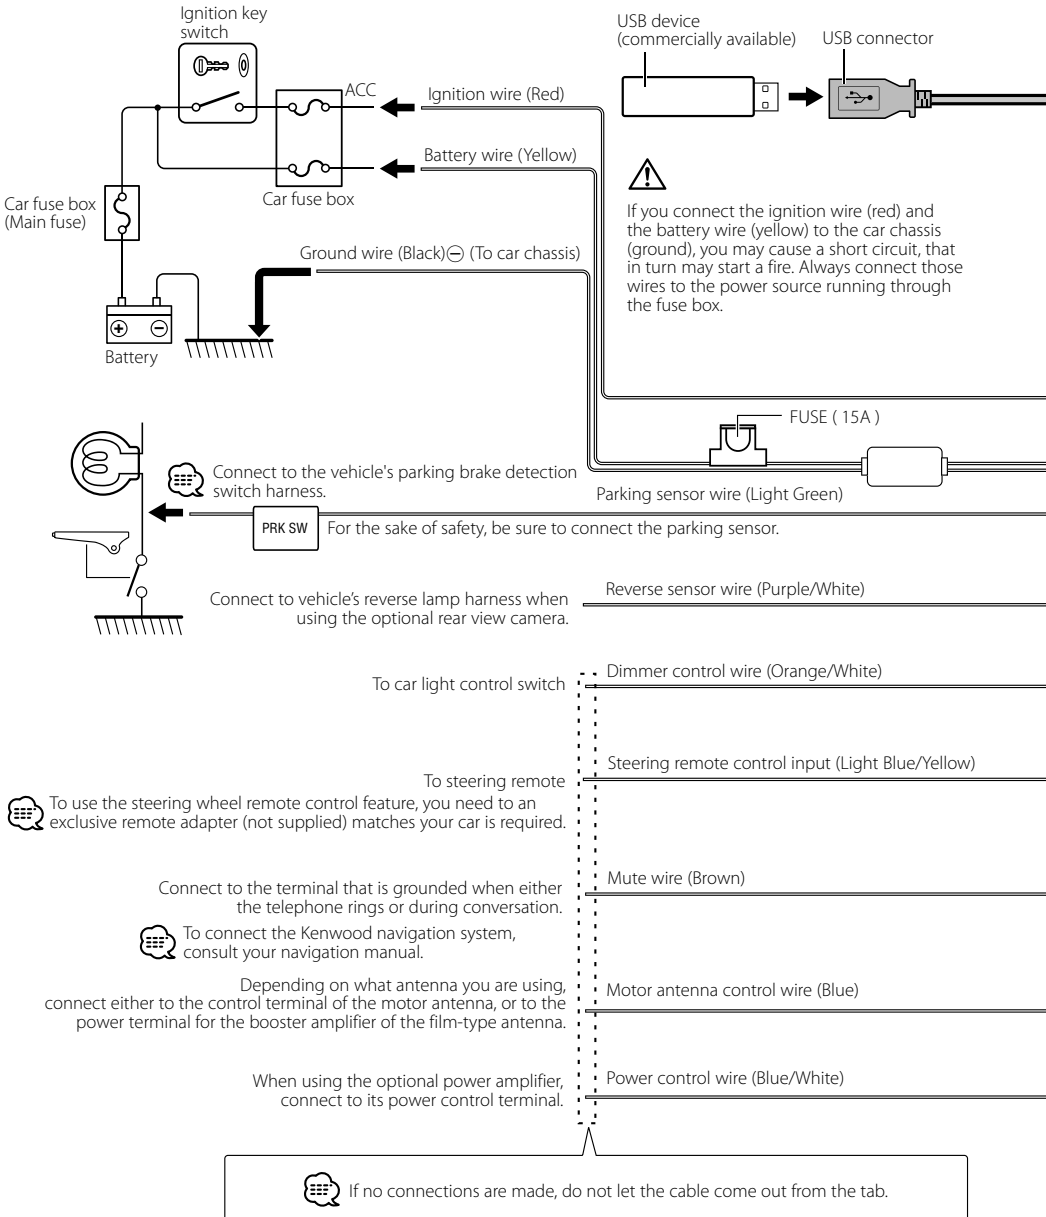 Ignition key
switch
ACC
Ignition wire (Red)
Battery wire (Yellow)
Car fuse box
Car fuse box
(Main fuse)
Ground wire (Black)⊖ (To car chassis)
Battery
USB device
(commercially available)
USB connector
If you connect the ignition wire (red) and
the battery wire (yellow) to the car chassis
(ground), you may cause a short circuit, that
in turn may start a fire. Always connect those
wires to the power source running through
the fuse box.
FUSE ( 15A )
Connect to the vehicle's parking brake detection
switch harness.
Parking sensor wire (Light Green)
PRK SW
For the sake of safety, be sure to connect the parking sensor.
Reverse sensor wire (Purple/White)
Connect to vehicle’s reverse lamp harness when
using the optional rear view camera.
Dimmer control wire (Orange/White)
To car light control switch
Steering remote control input (Light Blue/Yellow)
To steering remote
To use the steering wheel remote control feature, you need to an
exclusive remote adapter (not supplied) matches your car is required.
Mute wire (Brown)
Connect to the terminal that is grounded when either
the telephone rings or during conversation.
To connect the Kenwood navigation system,
consult your navigation manual.
Depending on what antenna you are using,
connect either to the control terminal of the motor antenna, or to the
power terminal for the booster amplifier of the film-type antenna.
Motor antenna control wire (Blue)
Power control wire (Blue/White)
When using the optional power amplifier,
connect to its power control terminal.
If no connections are made, do not let the cable come out from the tab.